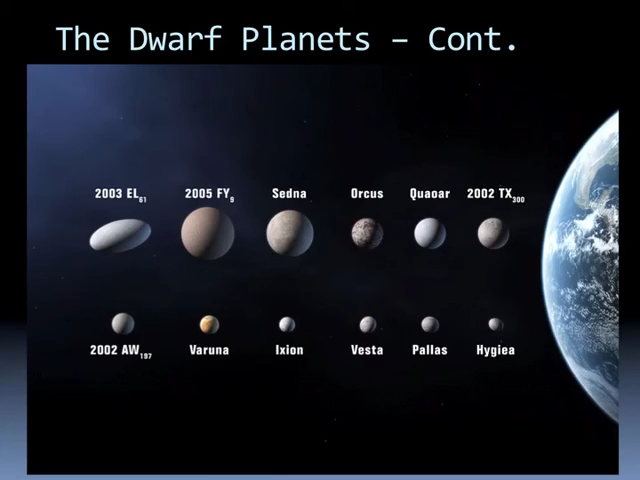 The Dwarf Planets – Cont.
2003 EL61 2005 FY9 Sedna Orcus Quaoar 2002 TX300
2002 AW197 Varuna Ixion Vesta Pallas Hygiea